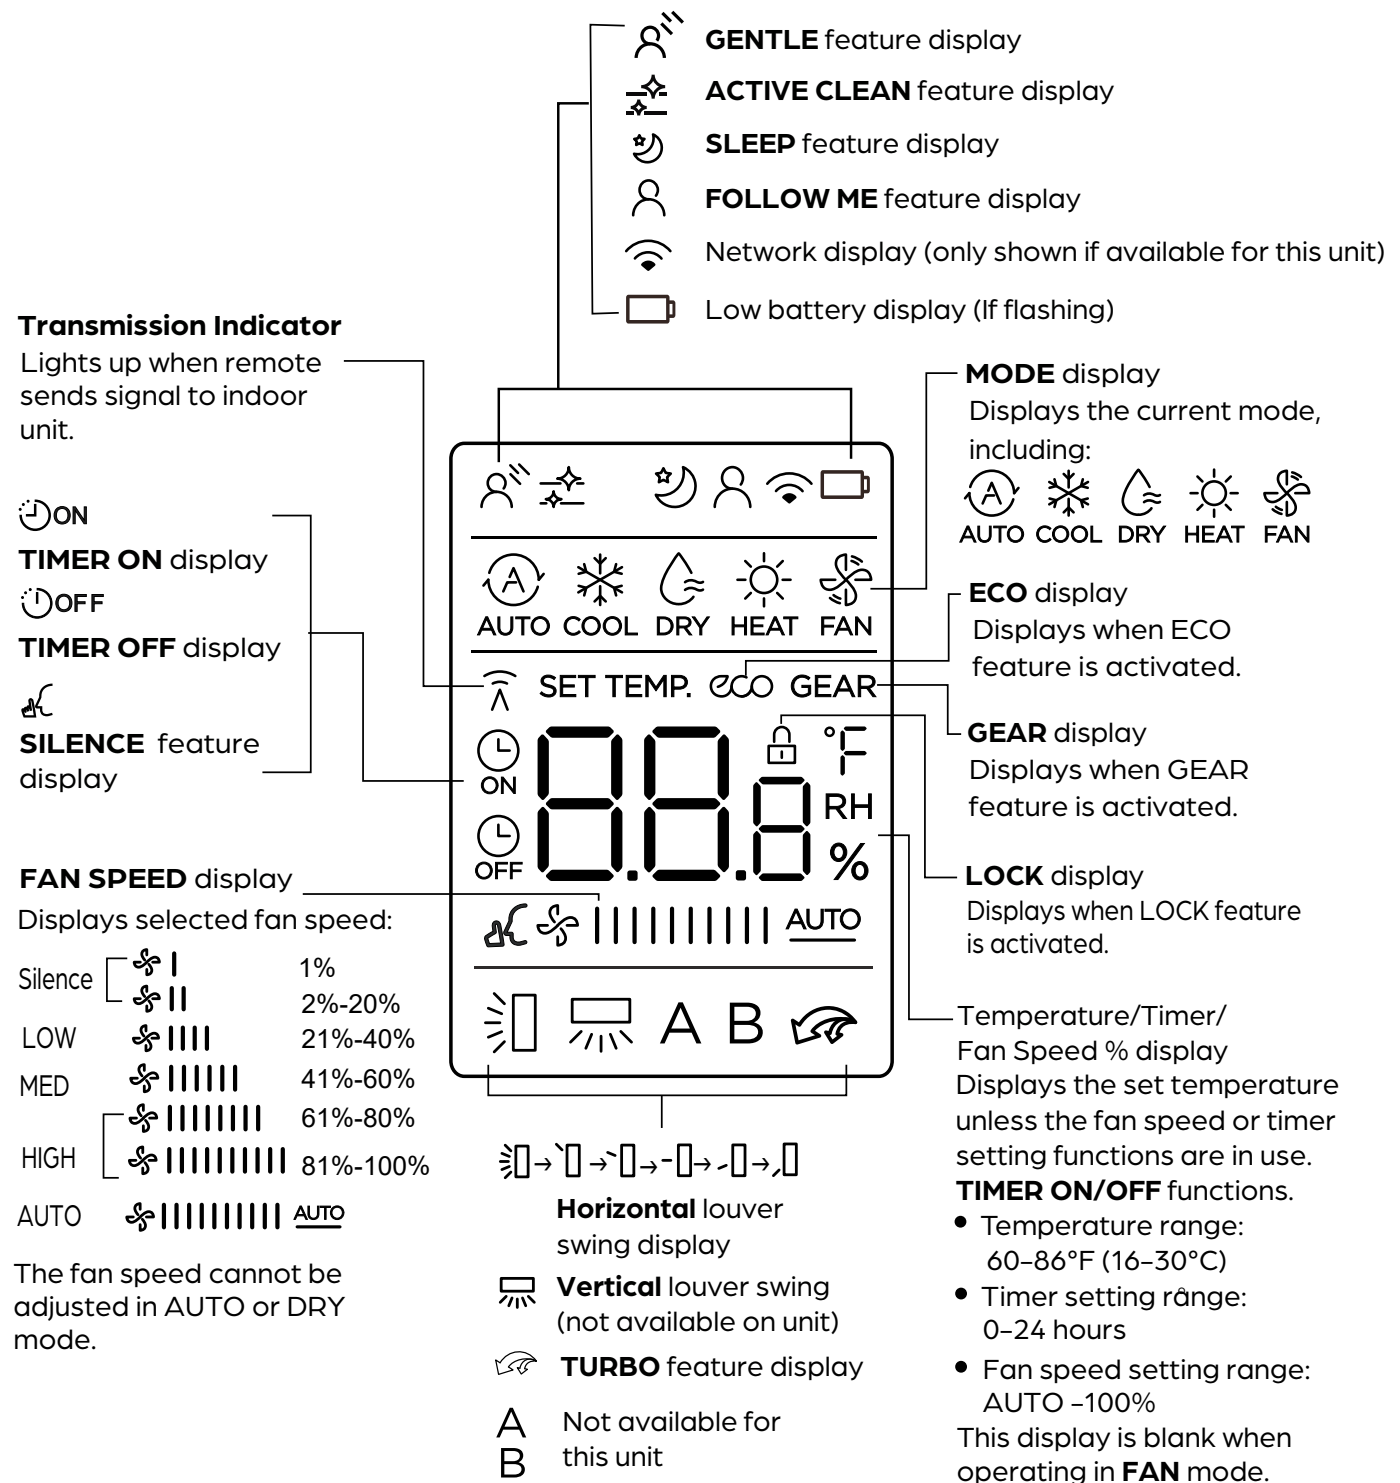 GENTLE feature display
ACTIVE CLEAN feature display
SLEEP feature display
FOLLOW ME feature display
Network display (only shown if available for this unit)
Low battery display (If flashing)
Transmission Indicator
Lights up when remote
sends signal to indoor
unit.
ON
TIMER ON display
OFF
TIMER OFF display
SILENCE feature
display
FAN SPEED display
Displays selected fan speed:
Silence
1%
2%-20%
LOW 21%-40%
MED 41%-60%
61%-80%
HIGH
81%-100%
AUTO AUTO
The fan speed cannot be
adjusted in AUTO or DRY
mode.
A
AUTO COOL DRY HEAT FAN
SET TEMP. eco GEAR
ON
OFF
88.8.
°F
RH
%
AUTO
A B
Horizontal louver
swing display
Vertical louver swing
(not available on unit)
TURBO feature display
A Not available for
B this unit
MODE display
Displays the current mode,
including:
A
AUTO COOL DRY HEAT FAN
ECO display
Displays when ECO
feature is activated.
GEAR display
Displays when GEAR
feature is activated.
LOCK display
Displays when LOCK feature
is activated.
Temperature/Timer/
Fan Speed % display
Displays the set temperature
unless the fan speed or timer
setting functions are in use.
TIMER ON/OFF functions.
• Temperature range:
60-86°F (16-30°C)
• Timer setting rånge:
0-24 hours
• Fan speed setting range:
AUTO -100%
This display is blank when
operating in FAN mode.